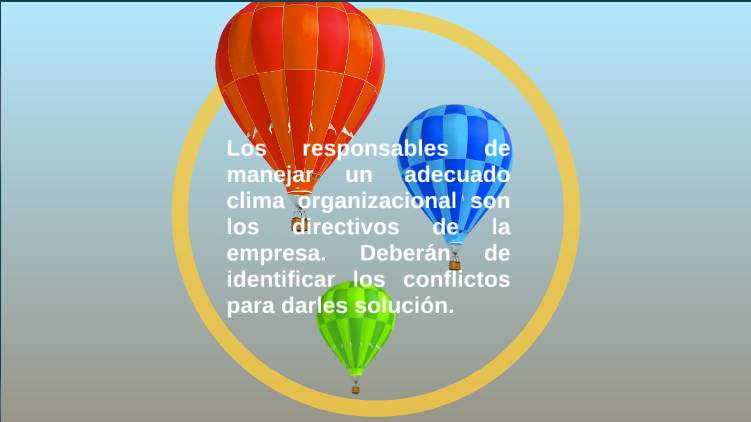 Los responsables de
manejar un adecuado
clima organizacional son
los directivos de la
empresa. Deberán de
identificar los conflictos
para darles solución.